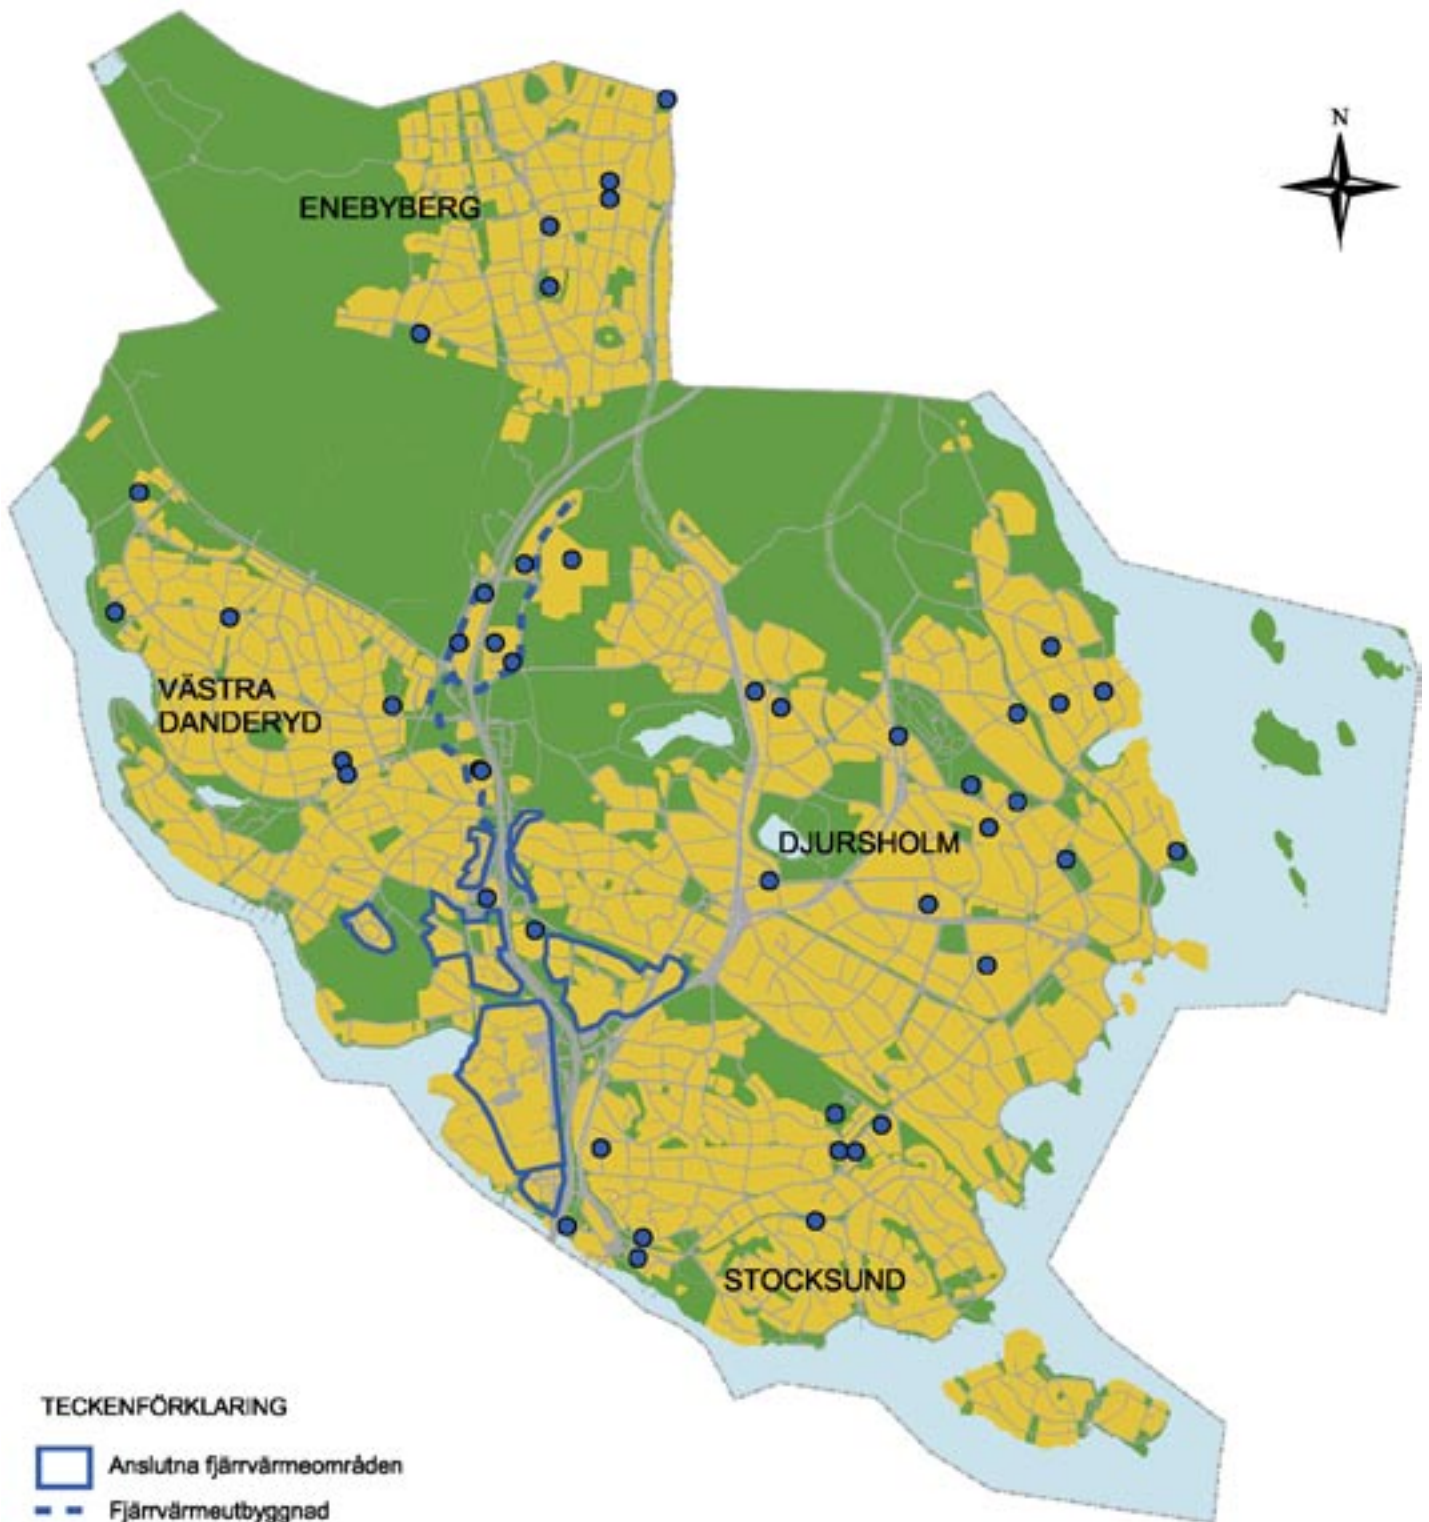 N
ENEBYBERG
VÄSTRA
DANDERYD
DJURSHOLM
STOCKSUND
TECKENFÖRKLARING
Anslutna fjärrvärmeområden
Fjärrvärmeutbyggnad